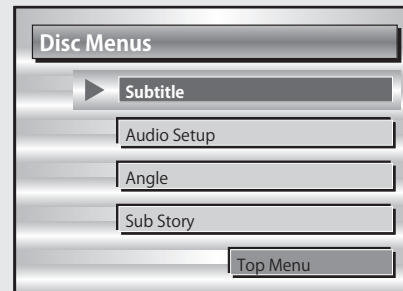 Disc Menus
Subtitle
Audio Setup
Angle
Sub Story
Top Menu